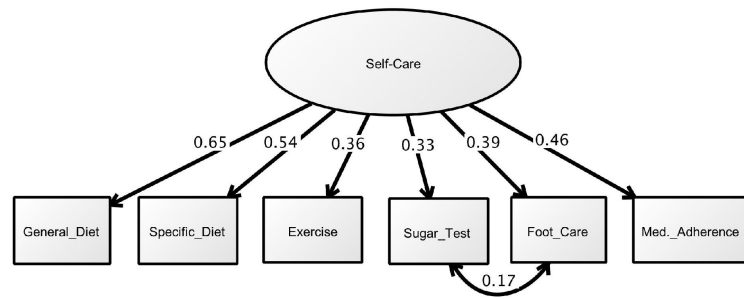 Self-Care
0.65
0.54
0.36
0.33
0.39
0.46
General_Diet
Specific_Diet
Exercise
Sugar_Test
Foot_Care
Med._Adherence
0.17